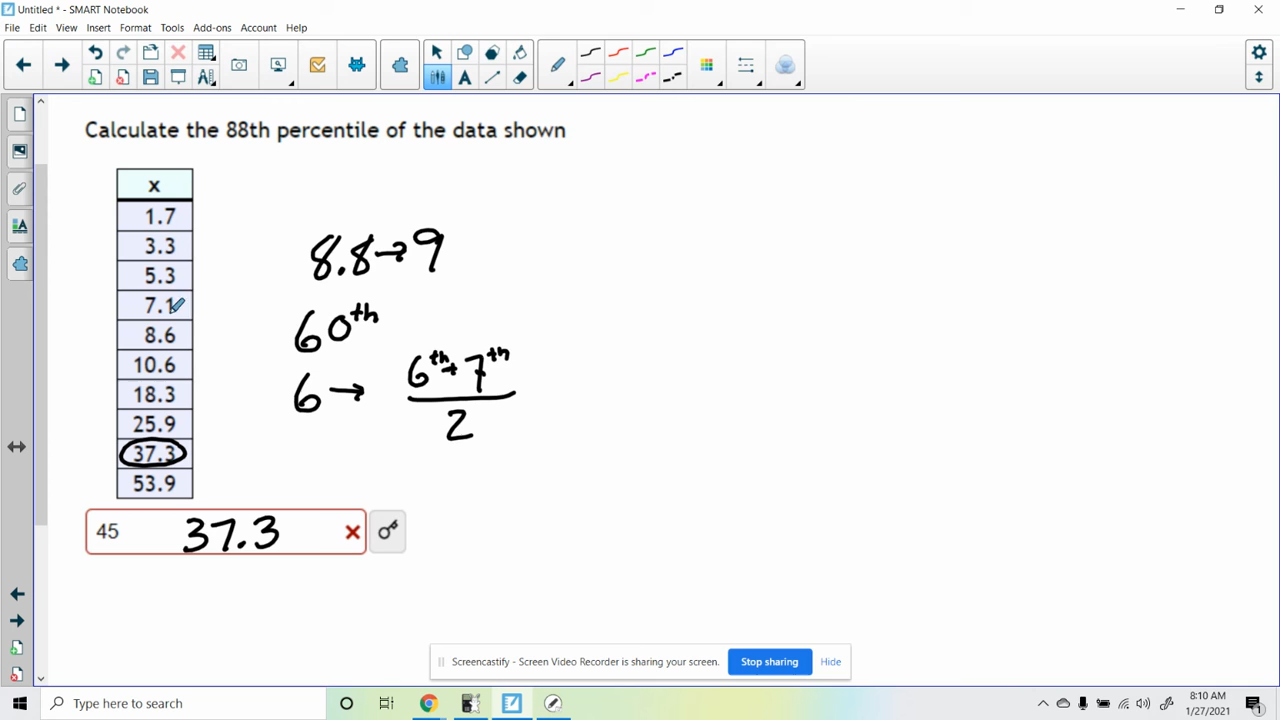 Untitled * - SMART Notebook
File Edit View Insert Format Tools Add-ons Account Help
Calculate the 88th percentile of the data shown
x
1.7
3.3
5.3
7.1
8.6
10.6
18.3
25.9
37.3
53.9
8.8→9
60th
6→ 6th+7th
2
45 37.3
Screencastify - Screen Video Recorder is sharing your screen. Stop sharing Hide
Type here to search
8:10 AM
1/27/2021